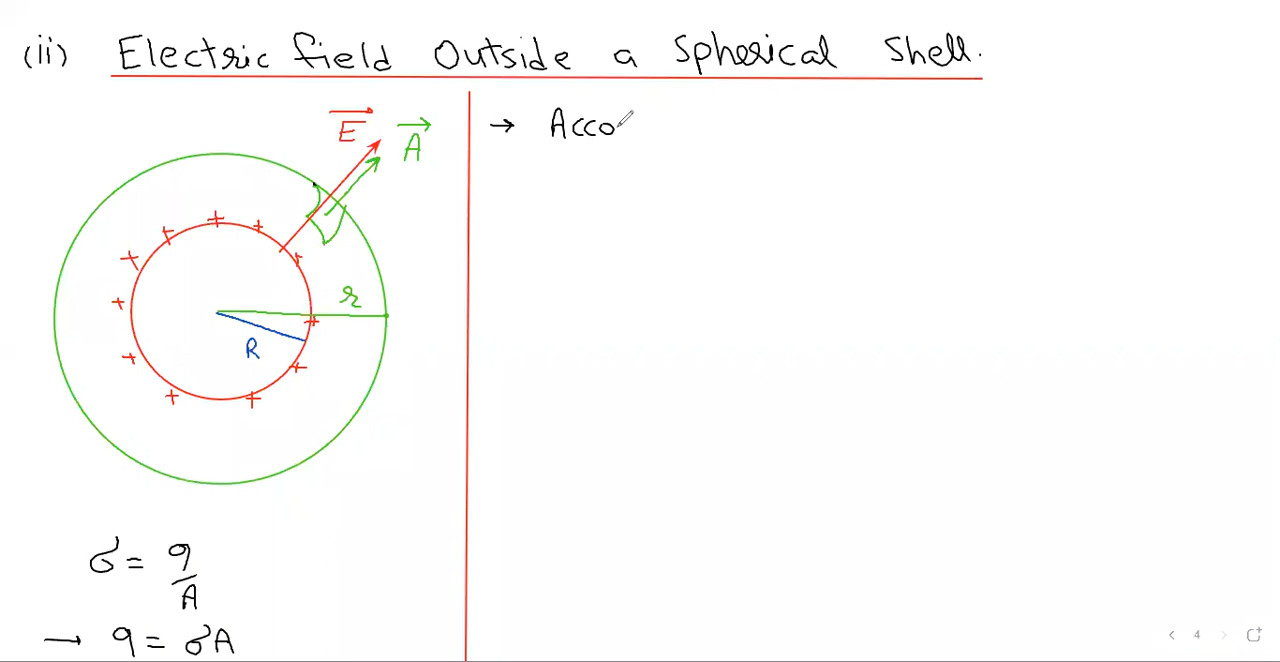 (ii) Electric field Outside a Spherical Shell.
E A
→ Acco
+ + + + + + + + + + + + +
r
R
σ = q/A
→ q = σA
< 4 >